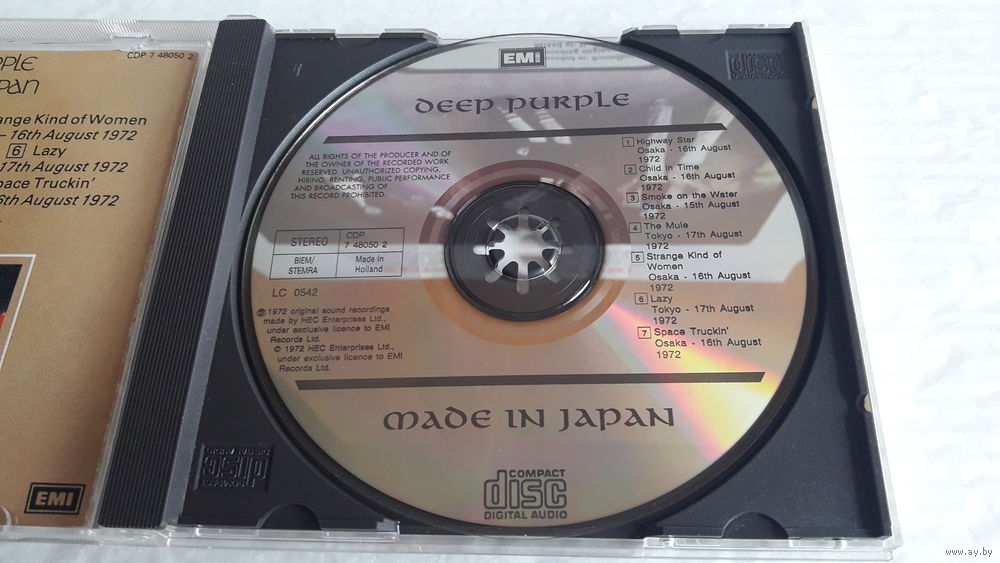 CDP 7 48050 2
range Kind of Women
- 16th August 1972
6 Lazy
17th August 1972
Space Truckin'
6th August 1972
EMI
EMI
DEEP PURPLE
ALL RIGHTS OF THE PRODUCER AND OF
THE OWNER OF THE RECORDED WORK
RESERVED. UNAUTHORIZED COPYING,
HIRING, RENTING, PUBLIC PERFORMANCE
AND BROADCASTING OF
THIS RECORD PROHIBITED.
STEREO
CDP
7 48050 2
BIEM/
STEMRA
Made in
Holland
LC 0542
℗ 1972 original sound recordings
made by HEC Enterprises Ltd.,
under exclusive licence to EMI
Records Ltd.
© 1972 HEC Enterprises Ltd.,
under exclusive licence to EMI
Records Ltd.
1 Highway Star
Osaka - 16th August
1972
2 Child in Time
Osaka - 16th August
1972
3 Smoke on the Water
Osaka - 15th August
1972
4 The Mule
Tokyo - 17th August
1972
5 Strange Kind of
Women
Osaka - 16th August
1972
6 Lazy
Tokyo - 17th August
1972
7 Space Truckin'
Osaka - 16th August
1972
MADE IN JAPAN
COMPACT
disc
DIGITAL AUDIO
disc
www.ay.by